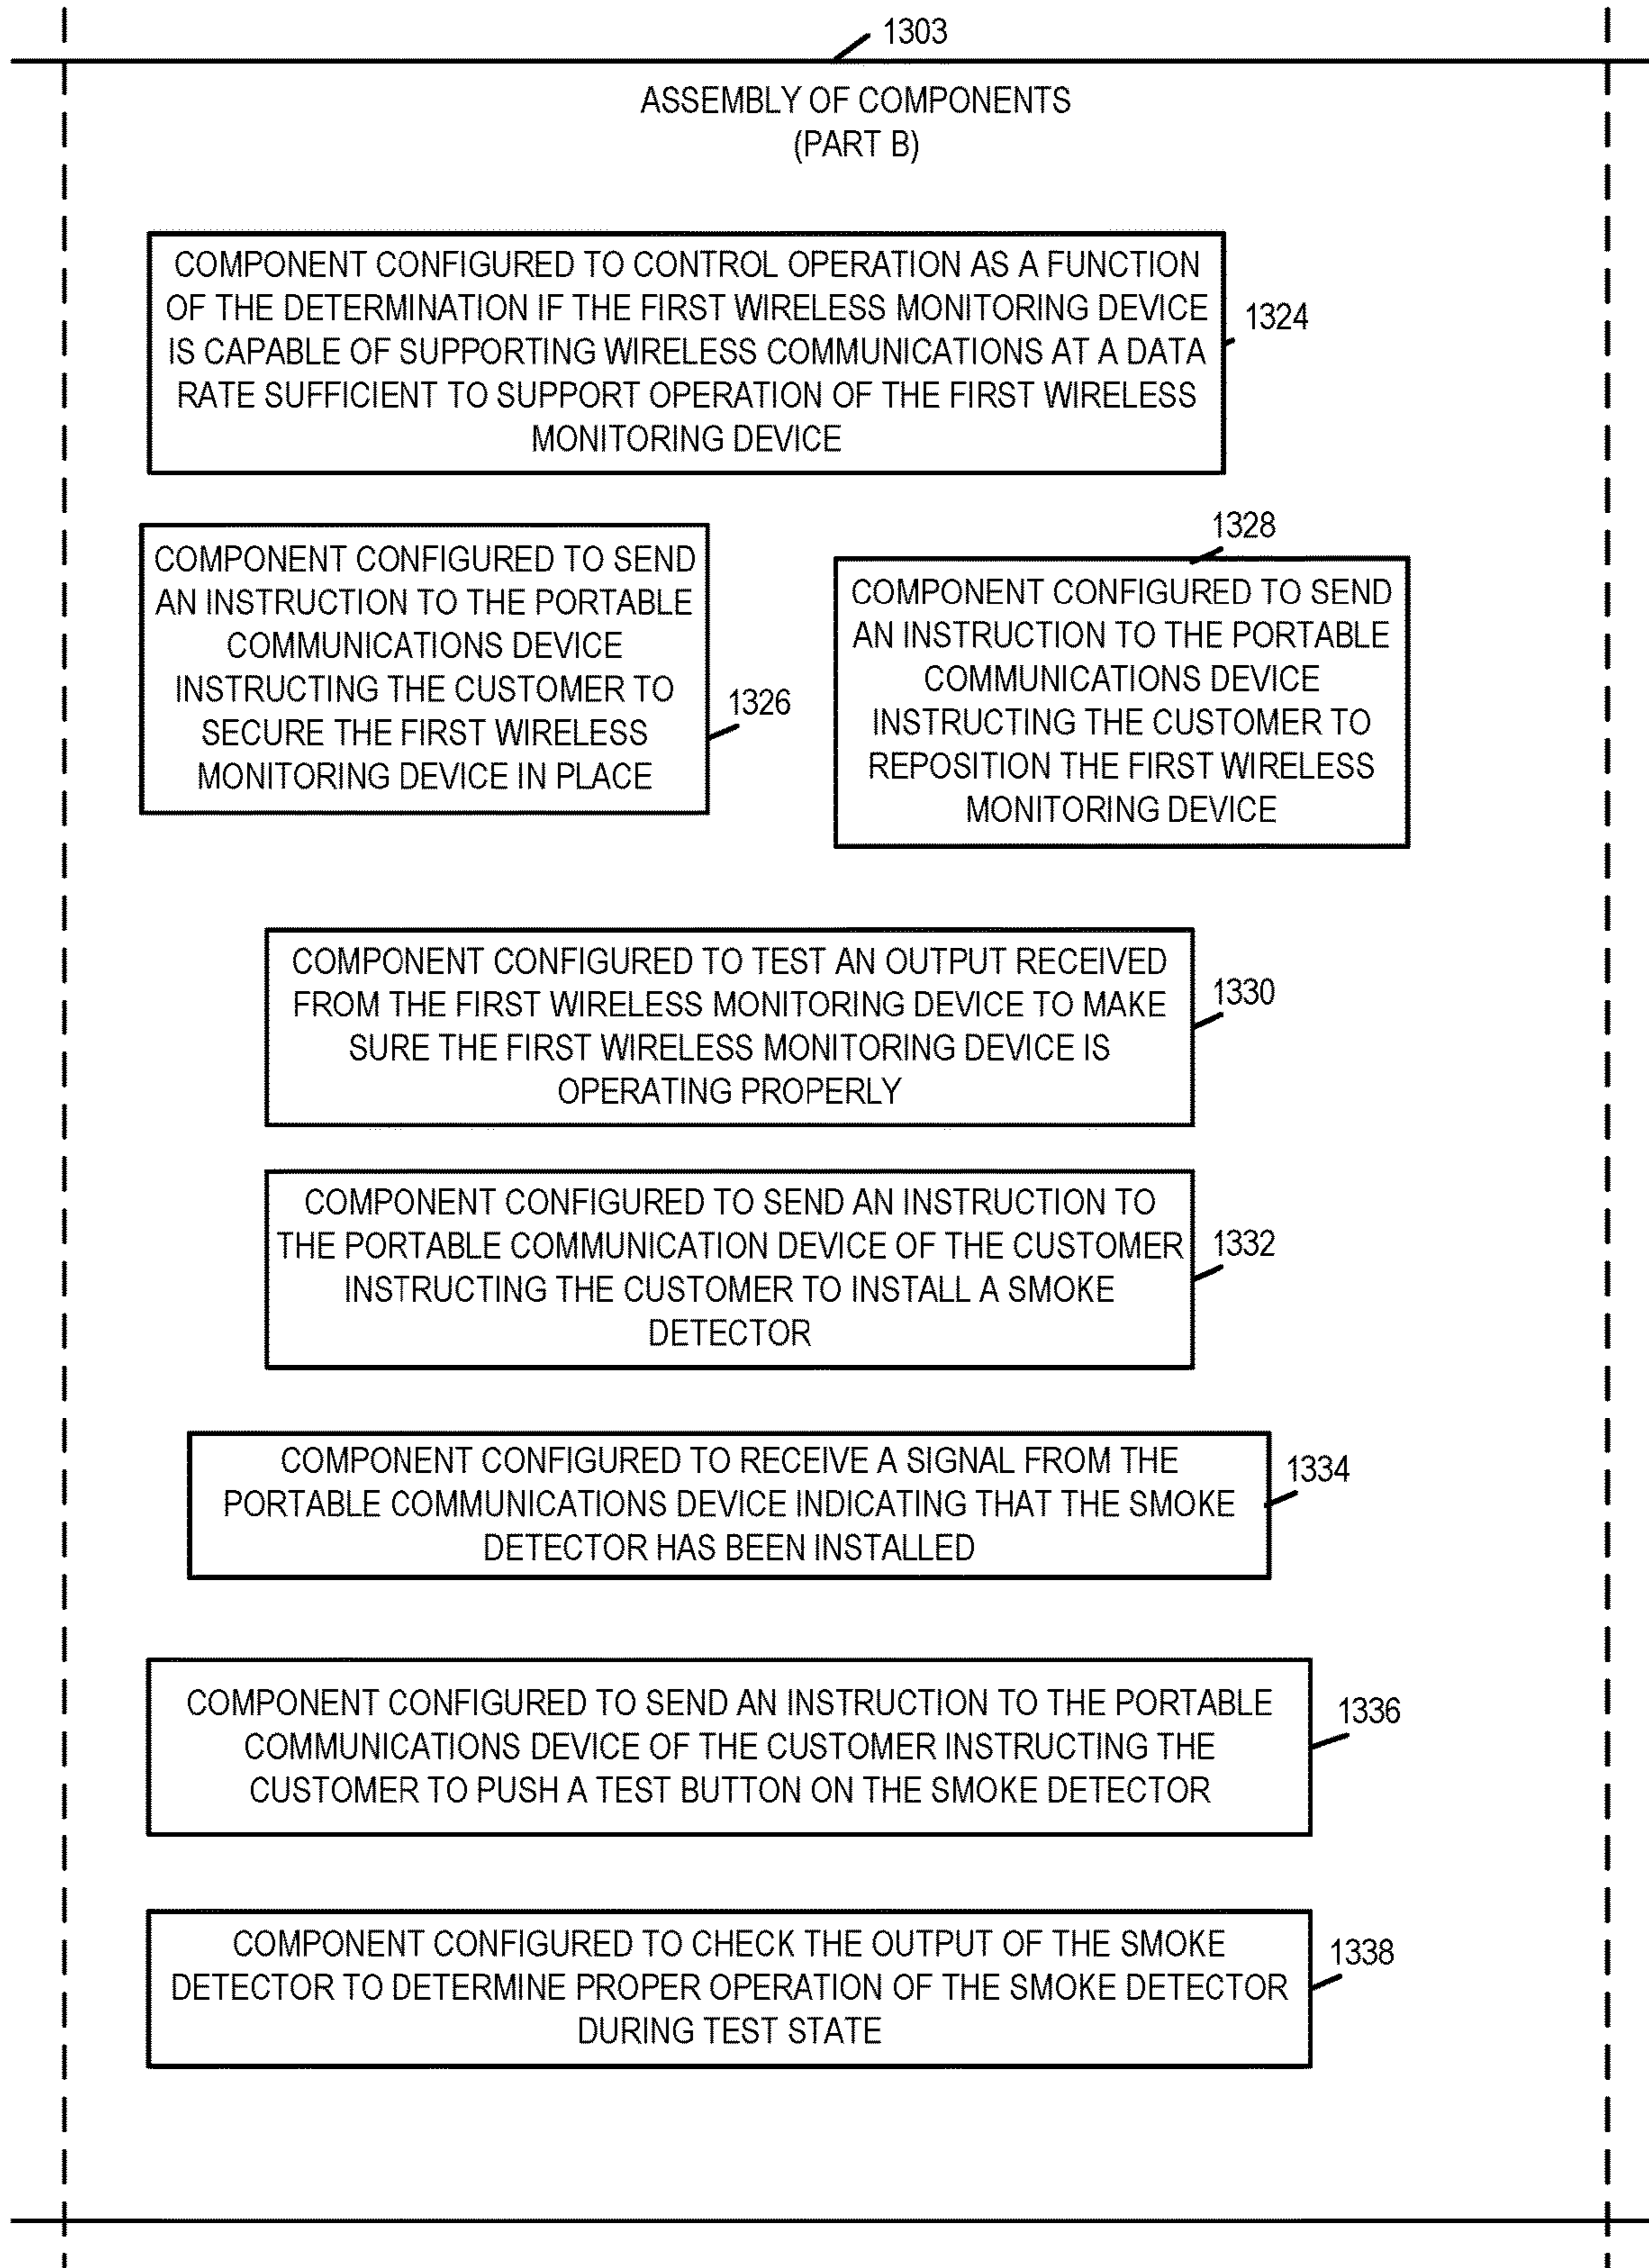 1303
ASSEMBLY OF COMPONENTS
(PART B)
COMPONENT CONFIGURED TO CONTROL OPERATION AS A FUNCTION
OF THE DETERMINATION IF THE FIRST WIRELESS MONITORING DEVICE
IS CAPABLE OF SUPPORTING WIRELESS COMMUNICATIONS AT A DATA
RATE SUFFICIENT TO SUPPORT OPERATION OF THE FIRST WIRELESS
MONITORING DEVICE
1324
COMPONENT CONFIGURED TO SEND
AN INSTRUCTION TO THE PORTABLE
COMMUNICATIONS DEVICE
INSTRUCTING THE CUSTOMER TO
SECURE THE FIRST WIRELESS
MONITORING DEVICE IN PLACE
1326
1328
COMPONENT CONFIGURED TO SEND
AN INSTRUCTION TO THE PORTABLE
COMMUNICATIONS DEVICE
INSTRUCTING THE CUSTOMER TO
REPOSITION THE FIRST WIRELESS
MONITORING DEVICE
COMPONENT CONFIGURED TO TEST AN OUTPUT RECEIVED
FROM THE FIRST WIRELESS MONITORING DEVICE TO MAKE
SURE THE FIRST WIRELESS MONITORING DEVICE IS
OPERATING PROPERLY
1330
COMPONENT CONFIGURED TO SEND AN INSTRUCTION TO
THE PORTABLE COMMUNICATION DEVICE OF THE CUSTOMER
INSTRUCTING THE CUSTOMER TO INSTALL A SMOKE
DETECTOR
1332
COMPONENT CONFIGURED TO RECEIVE A SIGNAL FROM THE
PORTABLE COMMUNICATIONS DEVICE INDICATING THAT THE SMOKE
DETECTOR HAS BEEN INSTALLED
1334
COMPONENT CONFIGURED TO SEND AN INSTRUCTION TO THE PORTABLE
COMMUNICATIONS DEVICE OF THE CUSTOMER INSTRUCTING THE
CUSTOMER TO PUSH A TEST BUTTON ON THE SMOKE DETECTOR
1336
COMPONENT CONFIGURED TO CHECK THE OUTPUT OF THE SMOKE
DETECTOR TO DETERMINE PROPER OPERATION OF THE SMOKE DETECTOR
DURING TEST STATE
1338